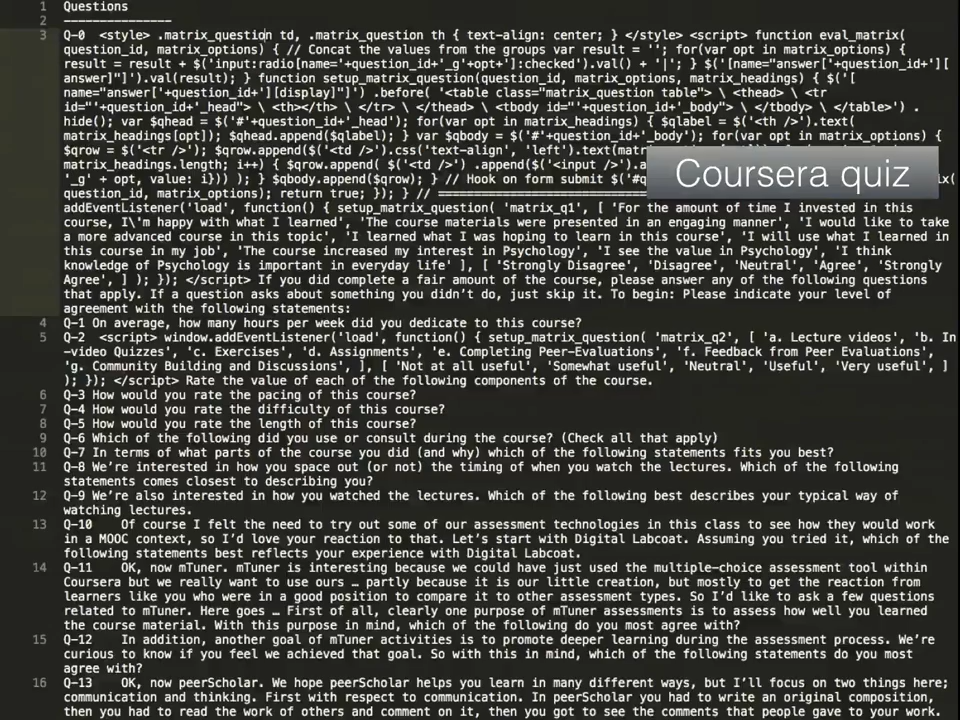 1 Questions
2 ---------------
3 Q-0 <style> .matrix_question td, .matrix_question th { text-align: center; } </style> <script> function eval_matrix(
question_id, matrix_options) { // Concat the values from the groups var result = ''; for(var opt in matrix_options) {
result = result + $('input:radio[name='+question_id+'_g'+opt+']:checked').val() + '|'; } $('[name="answer['+question_id+'][
answer]"]').val(result); } function setup_matrix_question(question_id, matrix_options, matrix_headings) { $('[
name="answer['+question_id+'][display]"]') .before( '<table class="matrix_question table"> \ <thead> \ <tr
id="'+question_id+'_head"> \ <th></th> \ </tr> \ </thead> \ <tbody id="'+question_id+'_body"> \ </tbody> \ </table>') .
hide(); var $qhead = $('#'+question_id+'_head'); for(var opt in matrix_headings) { $qlabel = $('<th />').text(
matrix_headings[opt]); $qhead.append($qlabel); } var $qbody = $('#'+question_id+'_body'); for(var opt in matrix_options) {
$qrow = $('<tr />'); $qrow.append($('<td />').css('text-align', 'left').text(
matrix_headings.length; i++) { $qrow.append( $('<td />') .append($('<input />')
'_g' + opt, value: i})) ); } $qbody.append($qrow); } // Hook on form submit
Coursera quiz
question_id, matrix_options); return true; }); } //
addEventListener('load', function() { setup_matrix_question( 'matrix_q1', [ 'For the amount of time I invested in this
course, I\'m happy with what I learned', 'The course materials were presented in an engaging manner', 'I would like to take
a more advanced course in this topic', 'I learned what I was hoping to learn in this course', 'I will use what I learned in
this course in my job', 'The course increased my interest in Psychology', 'I see the value in Psychology', 'I think
knowledge of Psychology is important in everyday life' ], [ 'Strongly Disagree', 'Disagree', 'Neutral', 'Agree', 'Strongly
Agree', ] ); }); </script> If you did complete a fair amount of the course, please answer any of the following questions
that apply. If a question asks about something you didn't do, just skip it. To begin: Please indicate your level of
agreement with the following statements:
4 Q-1 On average, how many hours per week did you dedicate to this course?
5 Q-2 <script> window.addEventListener('load', function() { setup_matrix_question( 'matrix_q2', [ 'a. Lecture videos', 'b. In
-video Quizzes', 'c. Exercises', 'd. Assignments', 'e. Completing Peer-Evaluations', 'f. Feedback from Peer Evaluations',
'g. Community Building and Discussions', ], [ 'Not at all useful', 'Somewhat useful', 'Neutral', 'Useful', 'Very useful', ]
); }); </script> Rate the value of each of the following components of the course.
6 Q-3 How would you rate the pacing of this course?
7 Q-4 How would you rate the difficulty of this course?
8 Q-5 How would you rate the length of this course?
9 Q-6 Which of the following did you use or consult during the course? (Check all that apply)
10 Q-7 In terms of what parts of the course you did (and why) which of the following statements fits you best?
11 Q-8 We're interested in how you space out (or not) the timing of when you watch the lectures. Which of the following
statements comes closest to describing you?
12 Q-9 We're also interested in how you watched the lectures. Which of the following best describes your typical way of
watching lectures.
13 Q-10 Of course I felt the need to try out some of our assessment technologies in this class to see how they would work
in a MOOC context, so I'd love your reaction to that. Let's start with Digital Labcoat. Assuming you tried it, which of the
following statements best reflects your experience with Digital Labcoat.
14 Q-11 OK, now mTuner. mTuner is interesting because we could have just used the multiple-choice assessment tool within
Coursera but we really want to use ours … partly because it is our little creation, but mostly to get the reaction from
learners like you who were in a good position to compare it to other assessment types. So I'd like to ask a few questions
related to mTuner. Here goes … First of all, clearly one purpose of mTuner assessments is to assess how well you learned
the course material. With this purpose in mind, which of the following do you most agree with?
15 Q-12 In addition, another goal of mTuner activities is to promote deeper learning during the assessment process. We're
curious to know if you feel we achieved that goal. So with this in mind, which of the following statements do you most
agree with?
16 Q-13 OK, now peerScholar. We hope peerScholar helps you learn in many different ways, but I'll focus on two things here;
communication and thinking. First with respect to communication. In peerScholar you had to write an original composition,
then you had to read the work of others and comment on it, then you got to see the comments that people gave to your work.